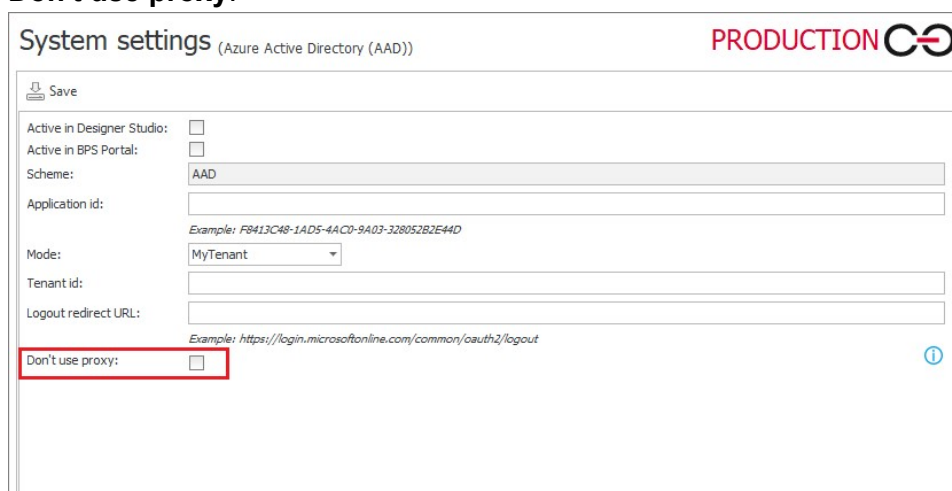 Don't use proxy.
System settings (Azure Active Directory (AAD))
PRODUCTION
Save
Active in Designer Studio:
Active in BPS Portal:
Scheme: AAD
Application id:
Example: F8413C48-1AD5-4AC0-9A03-328052B2E44D
Mode: MyTenant
Tenant id:
Logout redirect URL:
Example: https://login.microsoftonline.com/common/oauth2/logout
Don't use proxy: